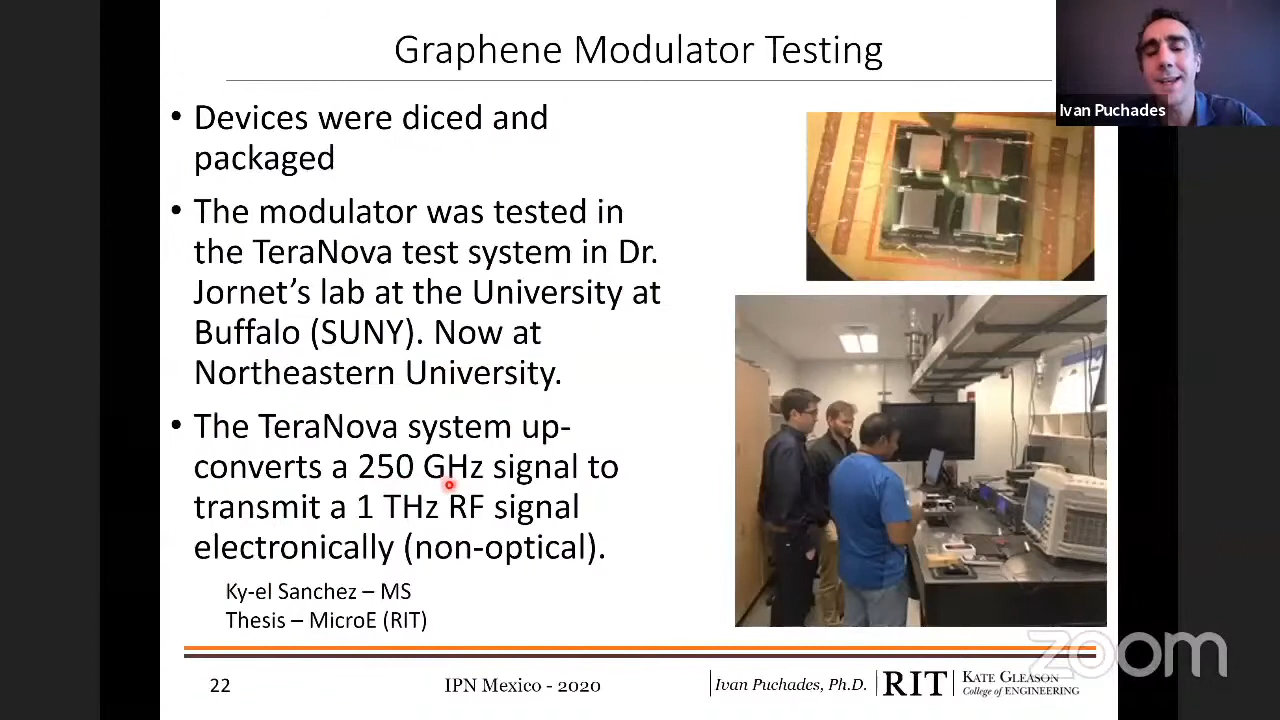 Graphene Modulator Testing
• Devices were diced and
packaged
• The modulator was tested in
the TeraNova test system in Dr.
Jornet’s lab at the University at
Buffalo (SUNY). Now at
Northeastern University.
• The TeraNova system up-
converts a 250 GHz signal to
transmit a 1 THz RF signal
electronically (non-optical).
Ky-el Sanchez – MS
Thesis – MicroE (RIT)
Ivan Puchades
zoom
22
IPN Mexico - 2020
Ivan Puchades, Ph.D.
RIT
KATE GLEASON
College of ENGINEERING